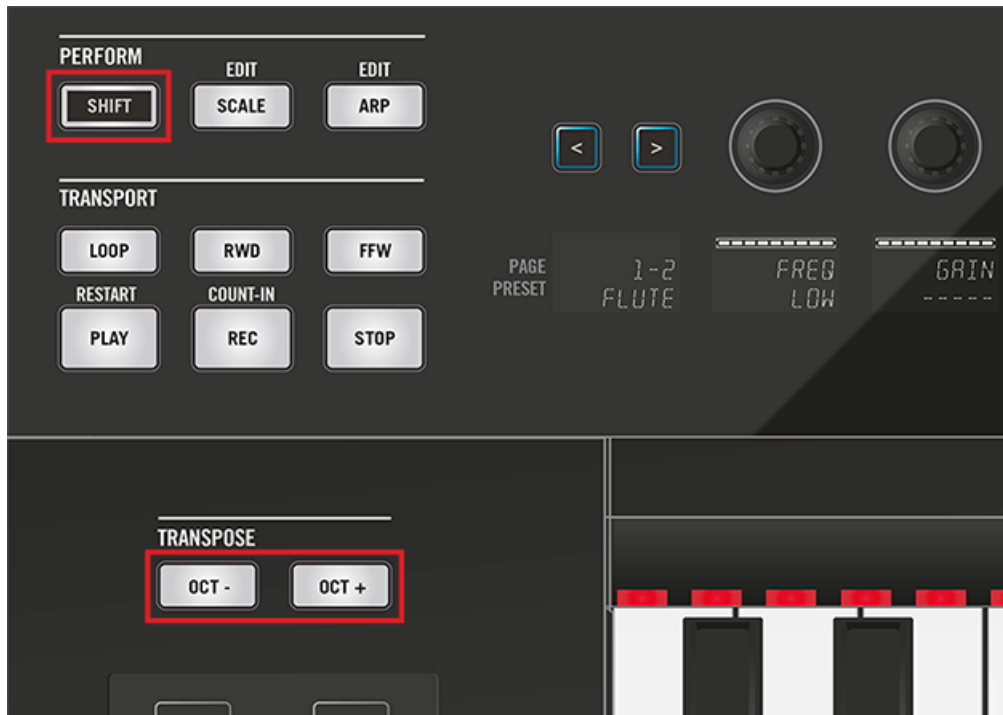 PERFORM
EDIT EDIT
SHIFT SCALE ARP
< >
TRANSPORT
LOOP RWD FFW
RESTART COUNT-IN
PLAY REC STOP
PAGE 1-2 FREQ GAIN
PRESET FLUTE LOW -----
TRANSPOSE
OCT - OCT +